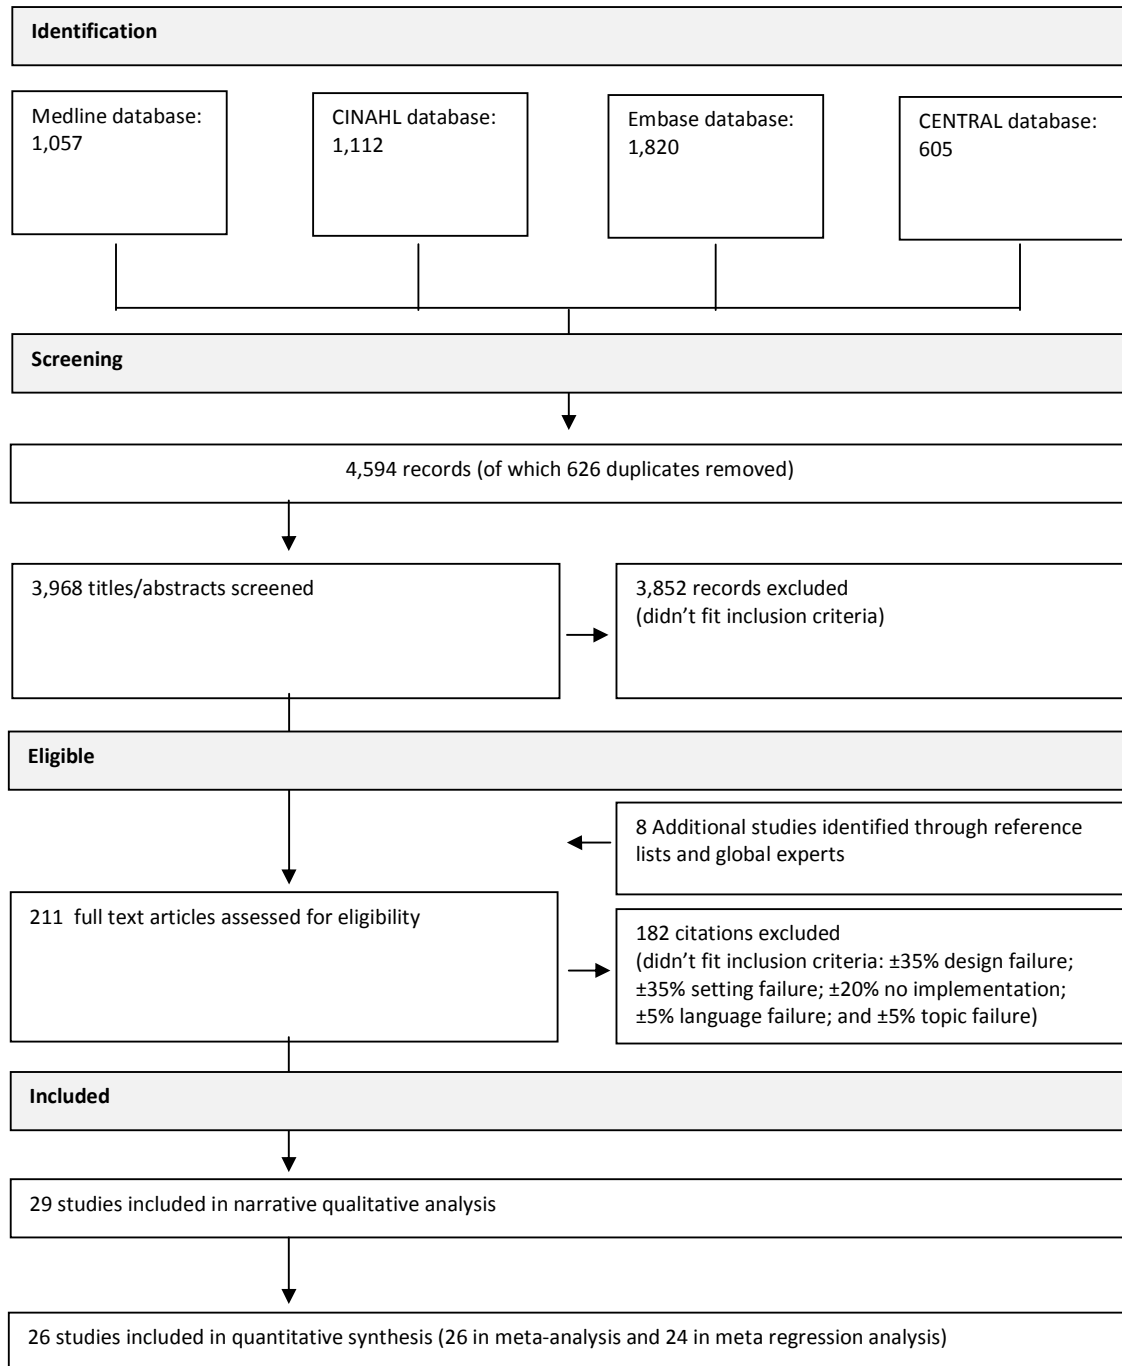 Identification
Medline database:
1,057
CINAHL database:
1,112
Embase database:
1,820
CENTRAL database:
605
Screening
4,594 records (of which 626 duplicates removed)
3,968 titles/abstracts screened
3,852 records excluded
(didn’t fit inclusion criteria)
Eligible
8 Additional studies identified through reference
lists and global experts
211 full text articles assessed for eligibility
182 citations excluded
(didn’t fit inclusion criteria: ±35% design failure;
±35% setting failure; ±20% no implementation;
±5% language failure; and ±5% topic failure)
Included
29 studies included in narrative qualitative analysis
26 studies included in quantitative synthesis (26 in meta-analysis and 24 in meta regression analysis)